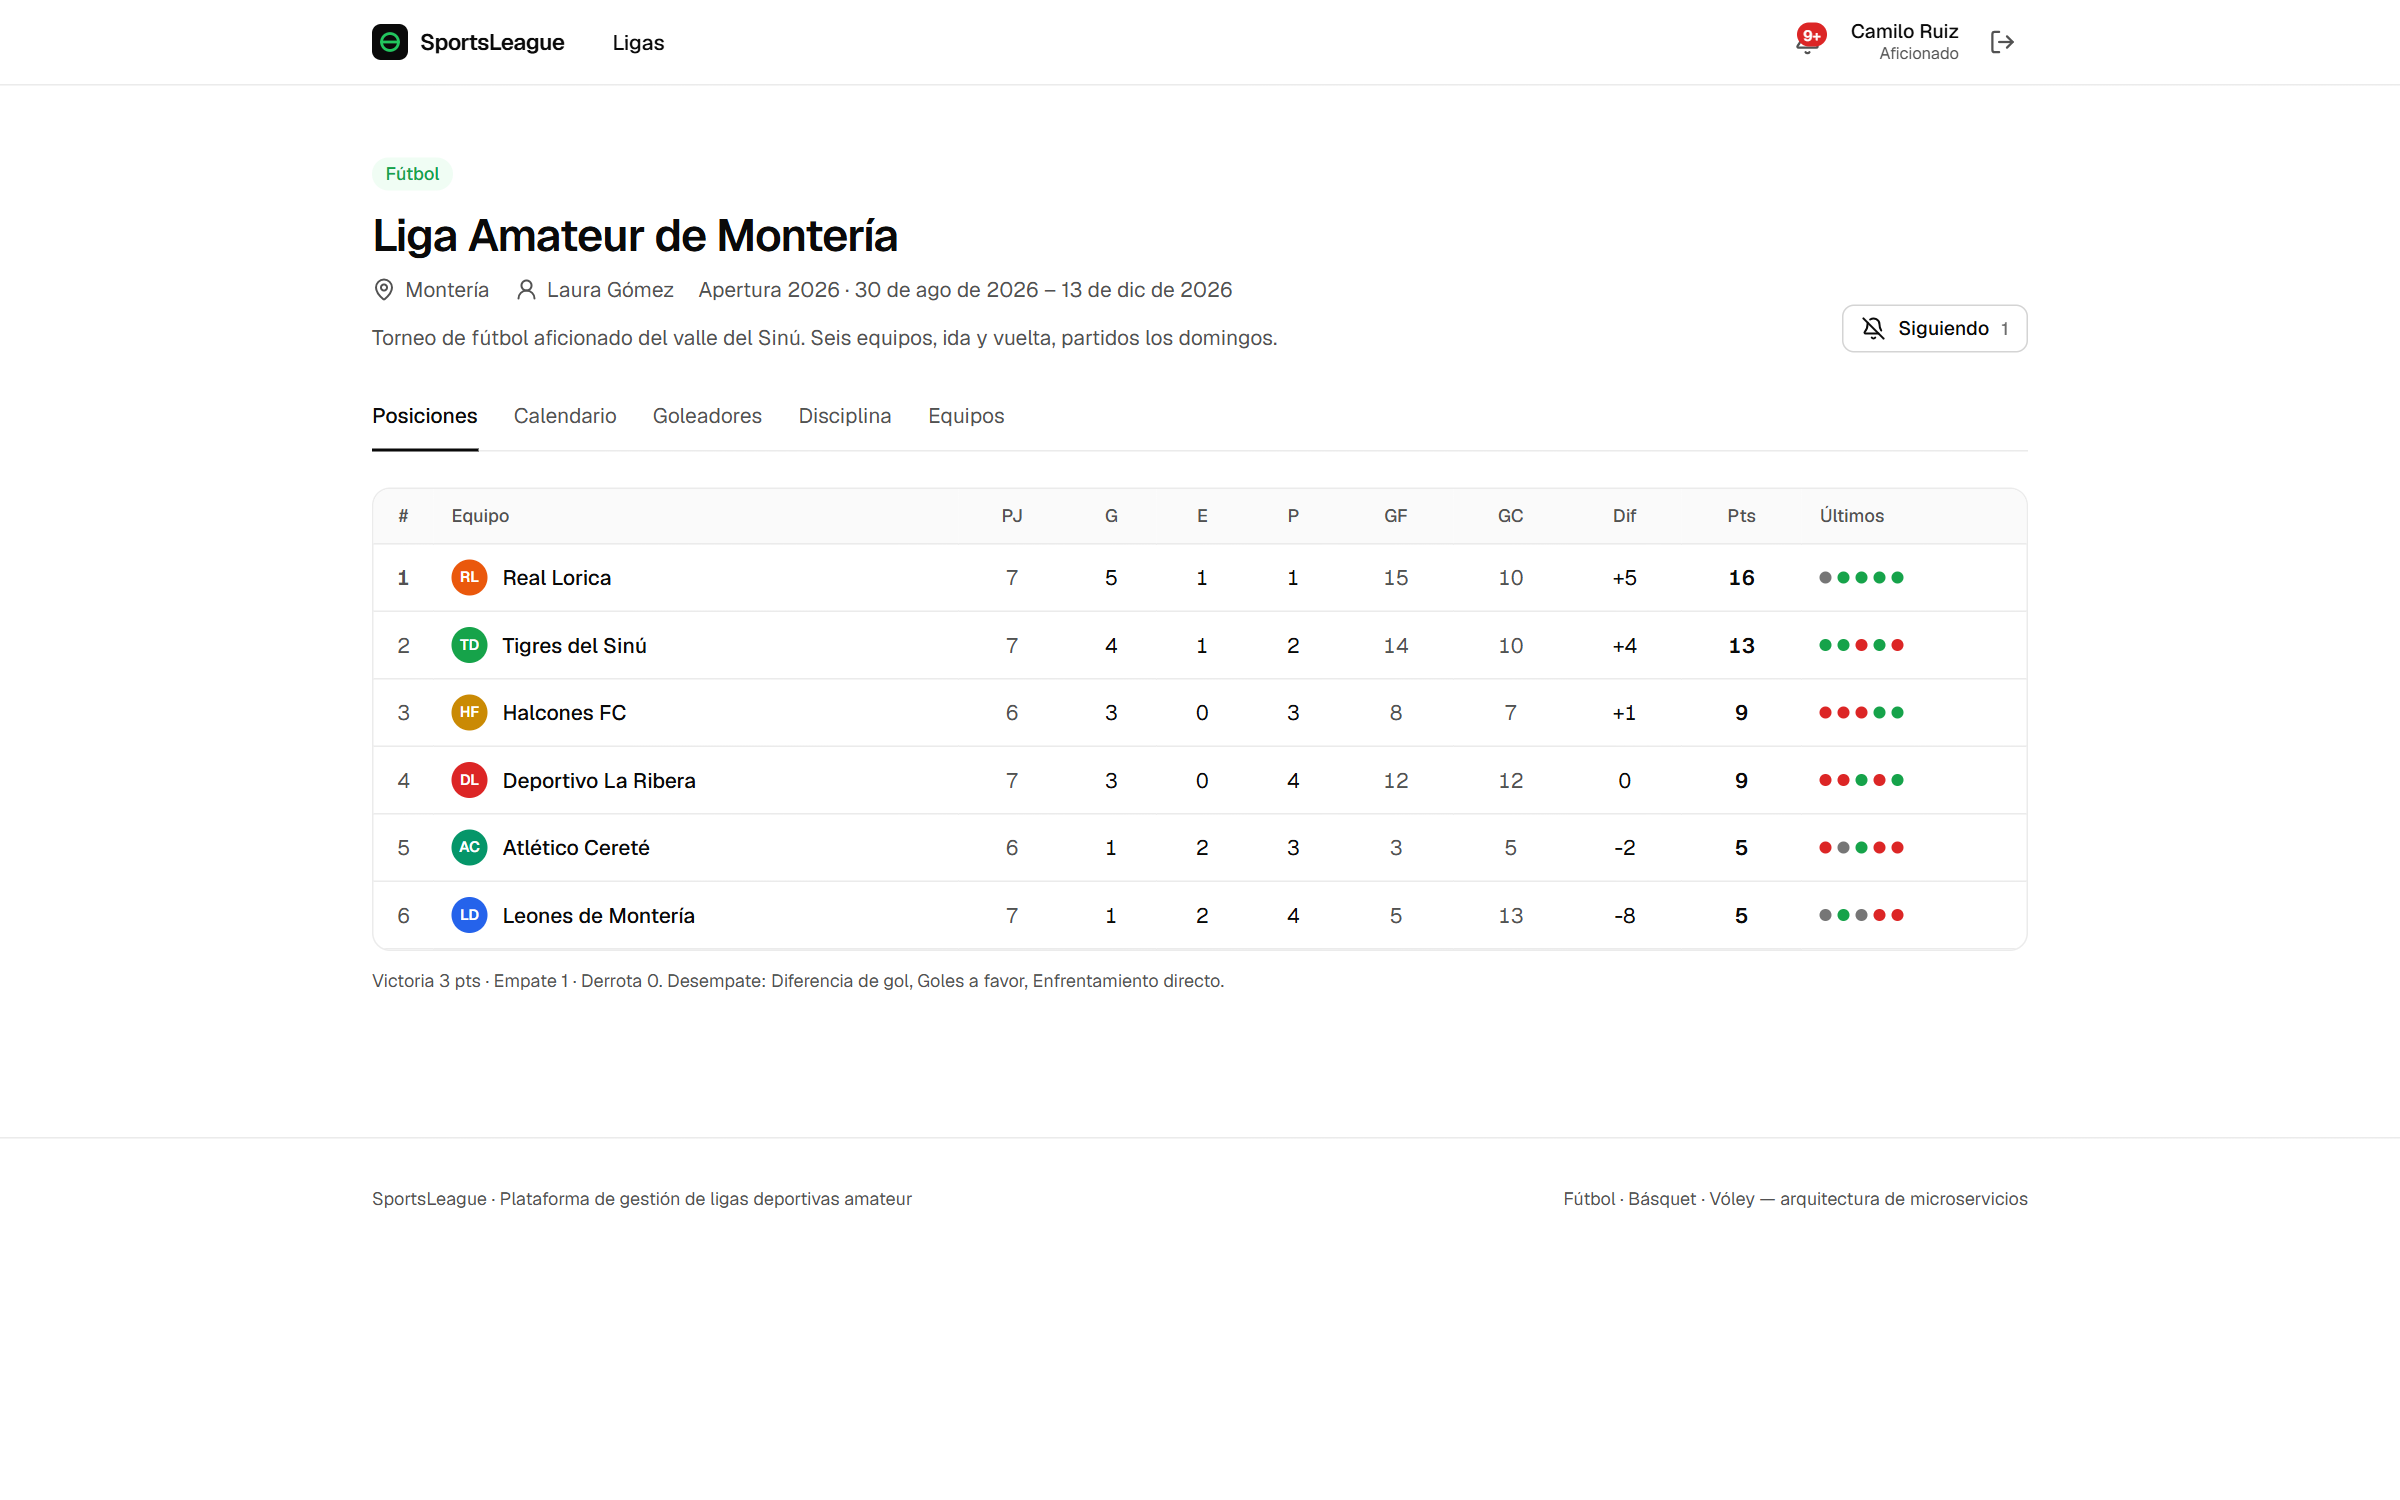 SportsLeague Ligas 9+ Camilo Ruiz
Aficionado
Fútbol
Liga Amateur de Montería
Montería Laura Gómez Apertura 2026 · 30 de ago de 2026 – 13 de dic de 2026
Torneo de fútbol aficionado del valle del Sinú. Seis equipos, ida y vuelta, partidos los domingos.
Siguiendo 1
Posiciones Calendario Goleadores Disciplina Equipos
# Equipo PJ G E P GF GC Dif Pts Últimos
1 RL Real Lorica 7 5 1 1 15 10 +5 16
2 TD Tigres del Sinú 7 4 1 2 14 10 +4 13
3 HF Halcones FC 6 3 0 3 8 7 +1 9
4 DL Deportivo La Ribera 7 3 0 4 12 12 0 9
5 AC Atlético Cereté 6 1 2 3 3 5 -2 5
6 LD Leones de Montería 7 1 2 4 5 13 -8 5
Victoria 3 pts · Empate 1 · Derrota 0. Desempate: Diferencia de gol, Goles a favor, Enfrentamiento directo.
SportsLeague · Plataforma de gestión de ligas deportivas amateur
Fútbol · Básquet · Vóley — arquitectura de microservicios